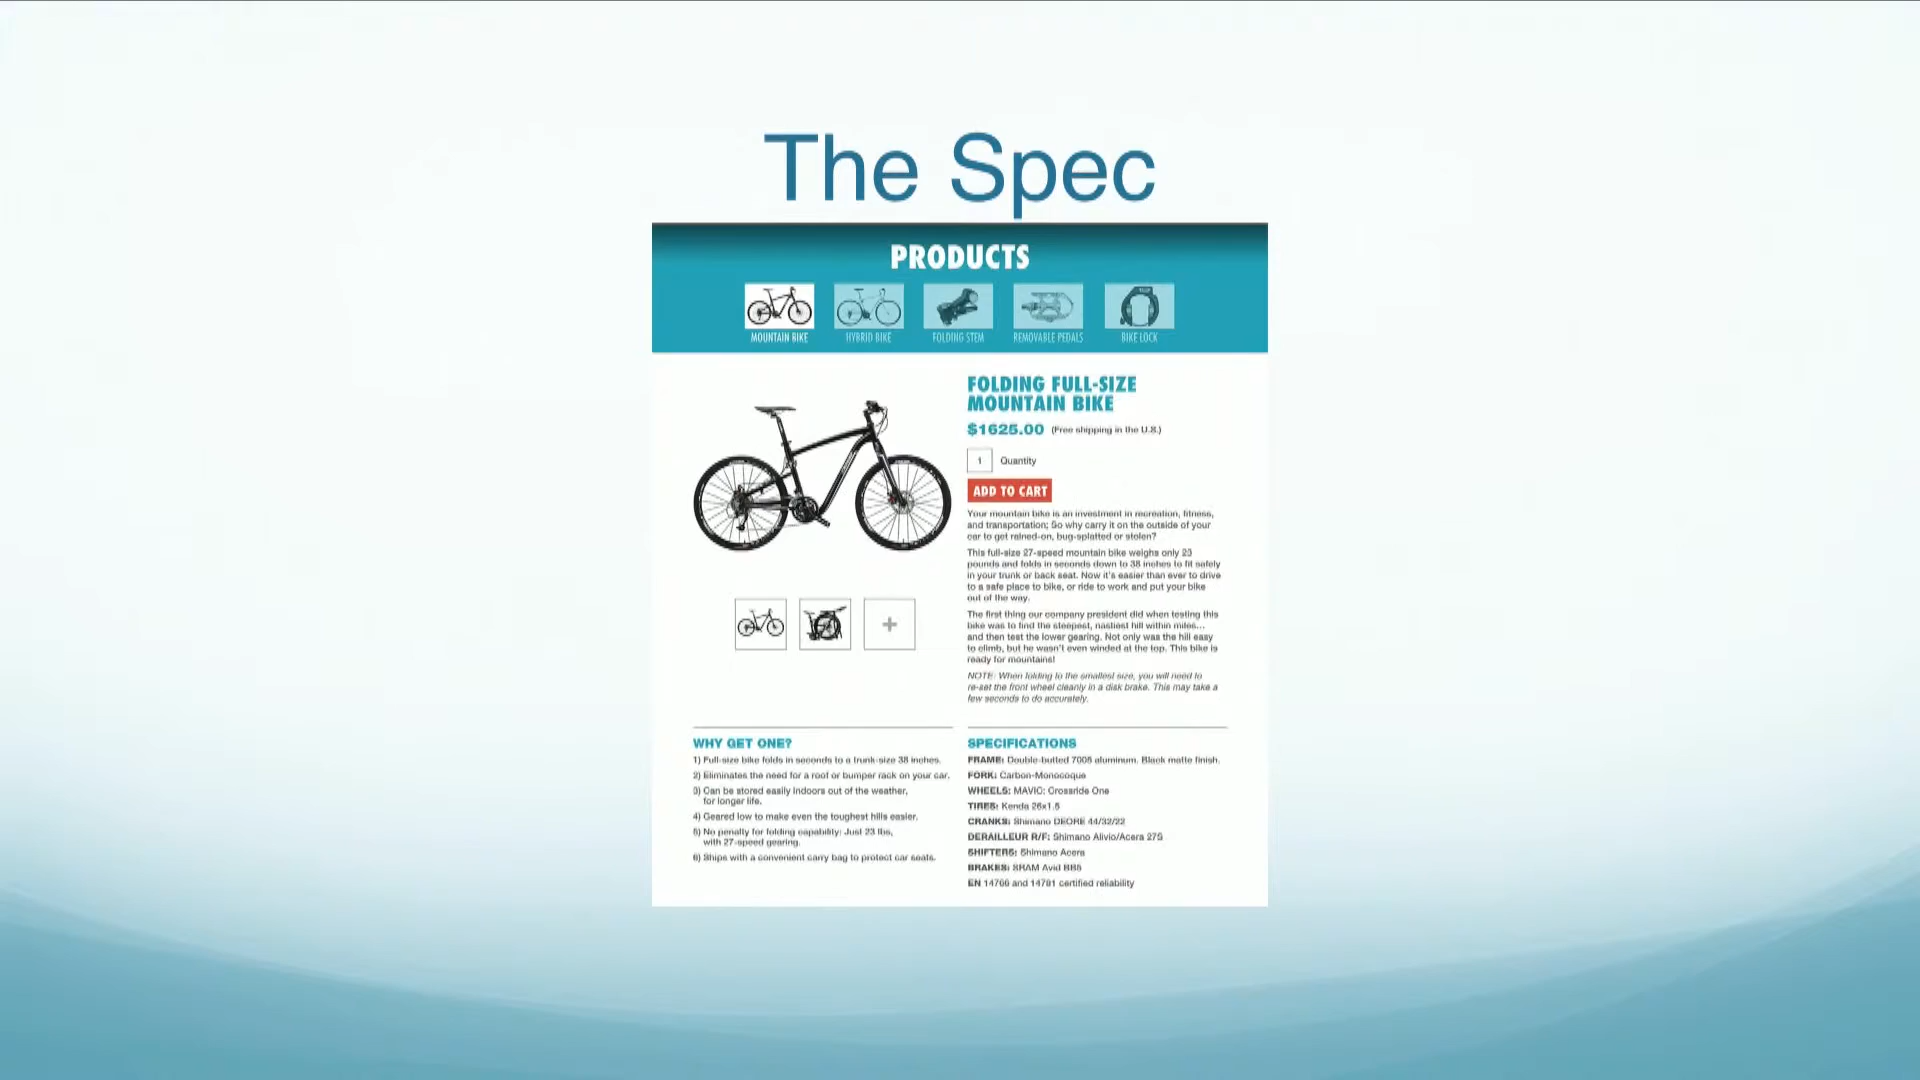 The Spec
PRODUCTS
MOUNTAIN BIKE
HYBRID BIKE
FOLDING STEM
REMOVABLE PEDALS
BIKE LOCK
FOLDING FULL-SIZE
MOUNTAIN BIKE
$1625.00 (Free shipping in the U.S.)
1 Quantity
ADD TO CART
Your mountain bike is an investment in recreation, fitness,
and transportation; So why carry it on the outside of your
car to get rained-on, bug-splatted or stolen?
This full-size 27-speed mountain bike weighs only 23
pounds and folds in seconds down to 38 inches to fit safely
in your trunk or back seat. Now it's easier than ever to drive
to a safe place to bike, or ride to work and put your bike
out of the way.
The first thing our company president did when testing this
bike was to find the steepest, nastiest hill within miles...
and then test the lower gearing. Not only was the hill easy
to climb, but he wasn't even winded at the top. This bike is
ready for mountains!
NOTE: When folding to the smallest size, you will need to
re-set the front wheel cleanly in a disk brake. This may take a
few seconds to do accurately.
WHY GET ONE?
1) Full-size bike folds in seconds to a trunk-size 38 inches.
2) Eliminates the need for a roof or bumper rack on your car.
3) Can be stored easily indoors out of the weather,
for longer life.
4) Geared low to make even the toughest hills easier.
5) No penalty for folding capability: Just 23 lbs,
with 27-speed gearing.
6) Ships with a convenient carry bag to protect car seats.
SPECIFICATIONS
FRAME: Double-butted 7005 aluminum. Black matte finish.
FORK: Carbon-Monocoque
WHEELS: MAVIC: Crossride One
TIRES: Kenda 26x1.5
CRANKS: Shimano DEORE 44/32/22
DERAILLEUR R/F: Shimano Alivio/Acera 27S
SHIFTERS: Shimano Acera
BRAKES: SRAM Avid BB5
EN 14766 and 14781 certified reliability